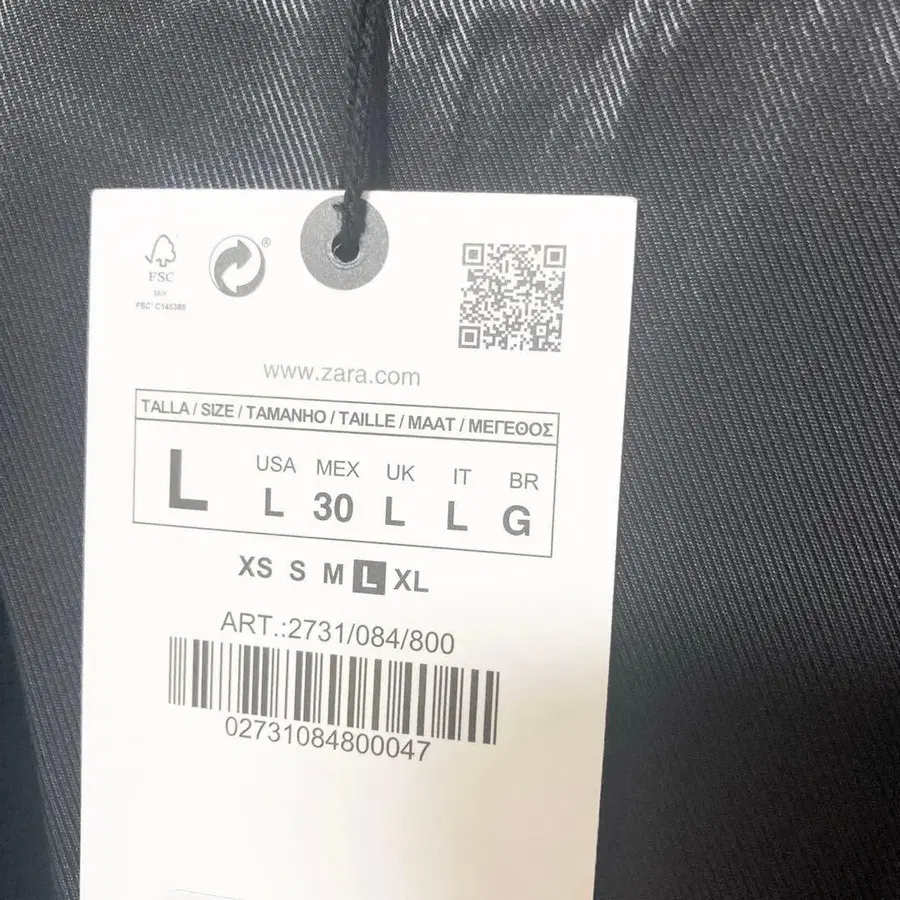 FSC
MIX
FSC® C145389
®
www.zara.com
TALLA / SIZE / TAMANHO / TAILLE / MAAT / ΜΕΓΕΘΟΣ
L
USA MEX UK IT BR
L 30 L L G
XS S M L XL
ART.:2731/084/800
02731084800047